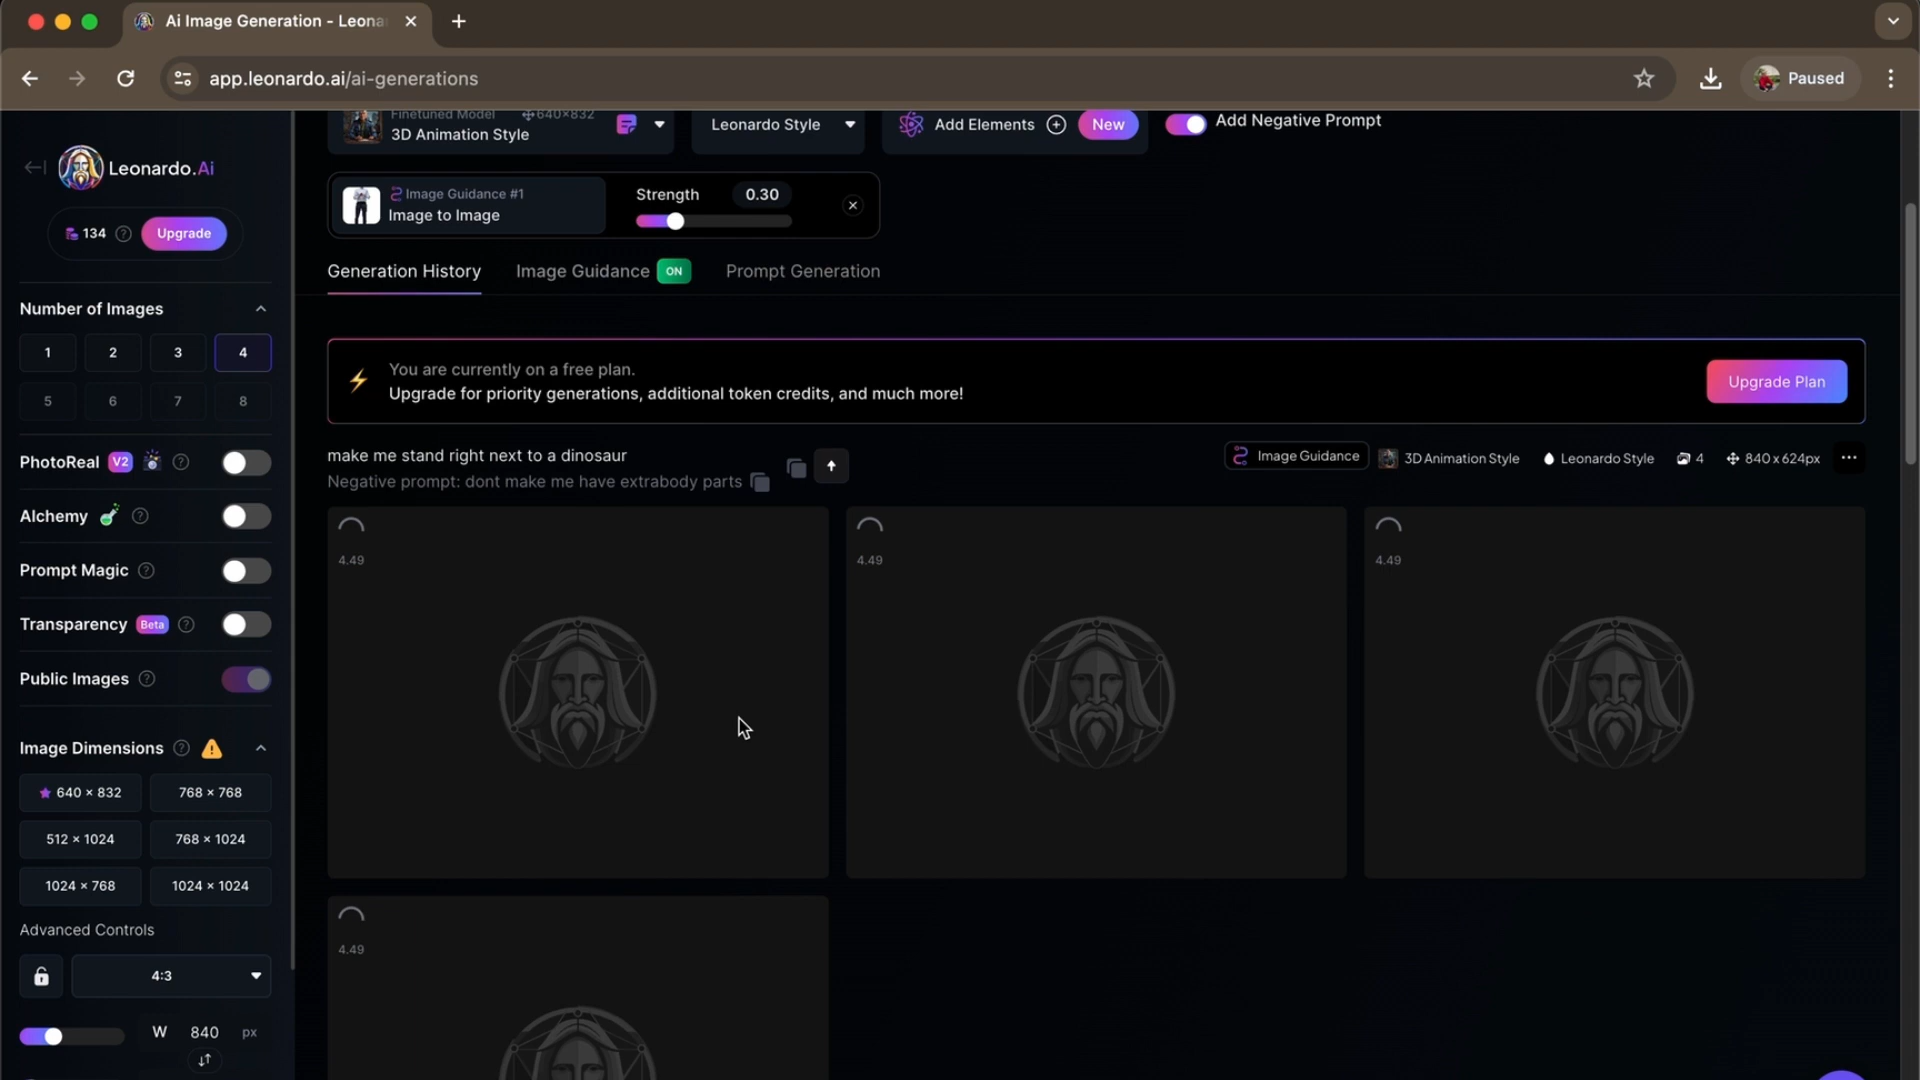 Ai Image Generation - Leona
app.leonardo.ai/ai-generations
Paused
Leonardo.Ai
134
Upgrade
Number of Images
1
2
3
4
5
6
7
8
PhotoReal V2
Alchemy
Prompt Magic
Transparency Beta
Public Images
Image Dimensions
640 × 832
768 × 768
512 × 1024
768 × 1024
1024 × 768
1024 × 1024
Advanced Controls
4:3
W 840 px
Finetuned Model
640×832
3D Animation Style
Leonardo Style
Add Elements
New
Add Negative Prompt
Image Guidance #1
Image to Image
Strength
0.30
Generation History
Image Guidance ON
Prompt Generation
You are currently on a free plan.
Upgrade for priority generations, additional token credits, and much more!
Upgrade Plan
make me stand right next to a dinosaur
Negative prompt: dont make me have extrabody parts
Image Guidance
3D Animation Style
Leonardo Style
4
840 x 624px
4.49
4.49
4.49
4.49